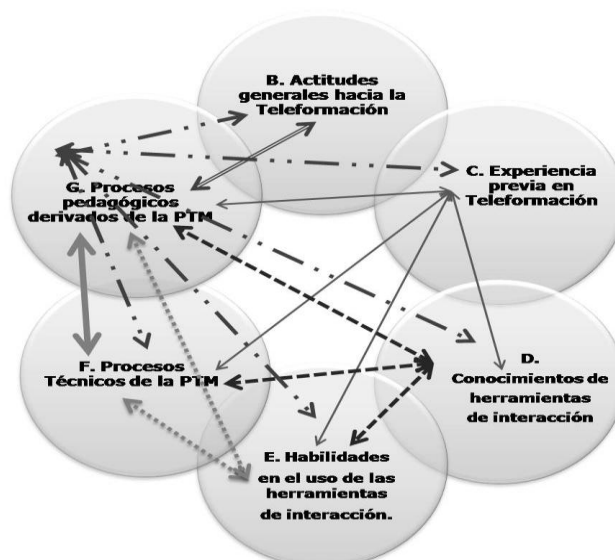 B. Actitudes
generales hacia la
Teleformación
C. Experiencia
previa en
Teleformación
G. Procesos
pedagógicos
derivados de la PTM
D.
Conocimientos de
herramientas
de interacción
F. Procesos
Técnicos de la PTM
E. Habilidades
en el uso de las
herramientas
de interacción.